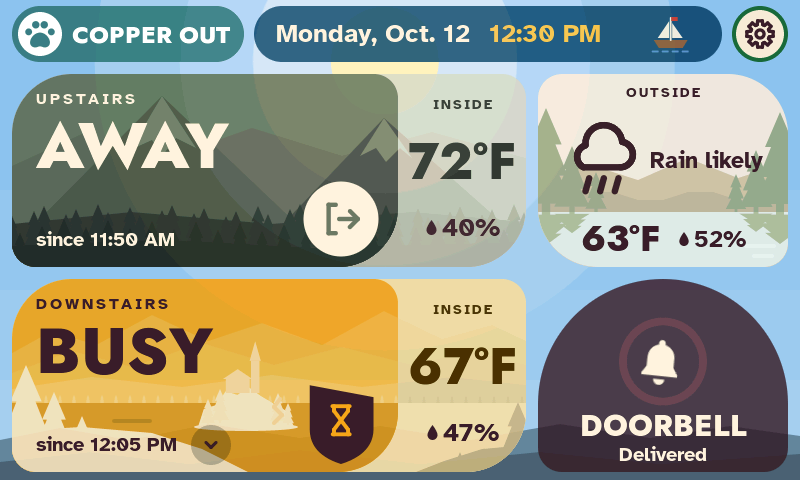 COPPER OUT
Monday, Oct. 12 12:30 PM
UPSTAIRS
AWAY
since 11:50 AM
INSIDE
72°F
40%
OUTSIDE
Rain likely
63°F 52%
DOWNSTAIRS
BUSY
since 12:05 PM
INSIDE
67°F
47%
DOORBELL
Delivered